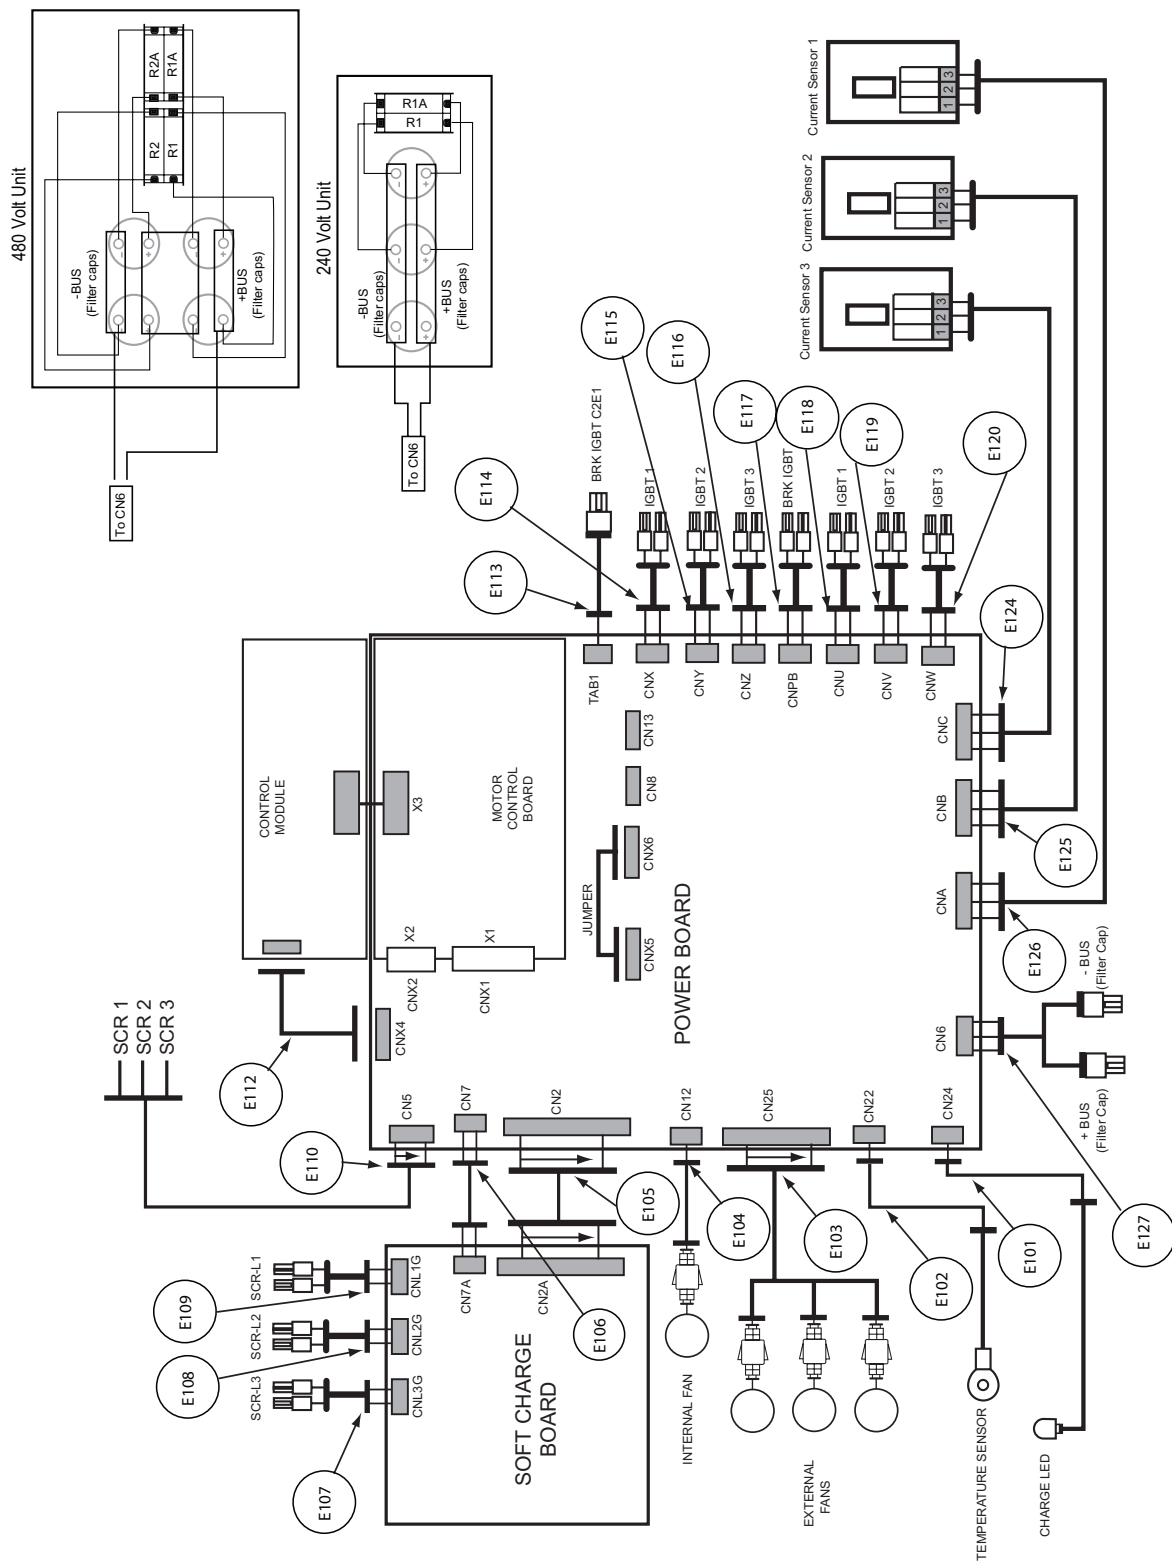 480 Volt Unit
R2A
R1A
R2
R1
-BUS
(Filter caps)
+BUS
(Filter caps)
-
-
+
+
-
-
+
+
To CN6
240 Volt Unit
R1A
R1
-BUS
(Filter caps)
+BUS
(Filter caps)
-
-
-
+
+
+
To CN6
Current Sensor 1
1 2 3
Current Sensor 2
1 2 3
Current Sensor 3
1 2 3
SCR 1
SCR 2
SCR 3
E112
E110
CONTROL
MODULE
X3
MOTOR
CONTROL
BOARD
X2
X1
CNX4
CNX2
CNX1
JUMPER
CNX5
CNX6
CN8
CN13
POWER BOARD
TAB1
CNX
CNY
CNZ
CNPB
CNU
CNV
CNW
E113
E114
E115
E116
E117
E118
E119
E120
BRK IGBT C2E1
IGBT 1
IGBT 2
IGBT 3
BRK IGBT
IGBT 1
IGBT 2
IGBT 3
CN5
CN7
CN2
CN12
CN25
CN22
CN24
CN6
CNA
CNB
CNC
E124
E125
E126
E127
- BUS
(Filter Cap)
+ BUS
(Filter Cap)
SCR-L1
SCR-L2
SCR-L3
E109
E108
E107
CNL1G
CNL2G
CNL3G
CN7A
CN2A
SOFT CHARGE
BOARD
E106
E105
E104
E103
E102
E101
INTERNAL FAN
EXTERNAL
FANS
TEMPERATURE SENSOR
CHARGE LED